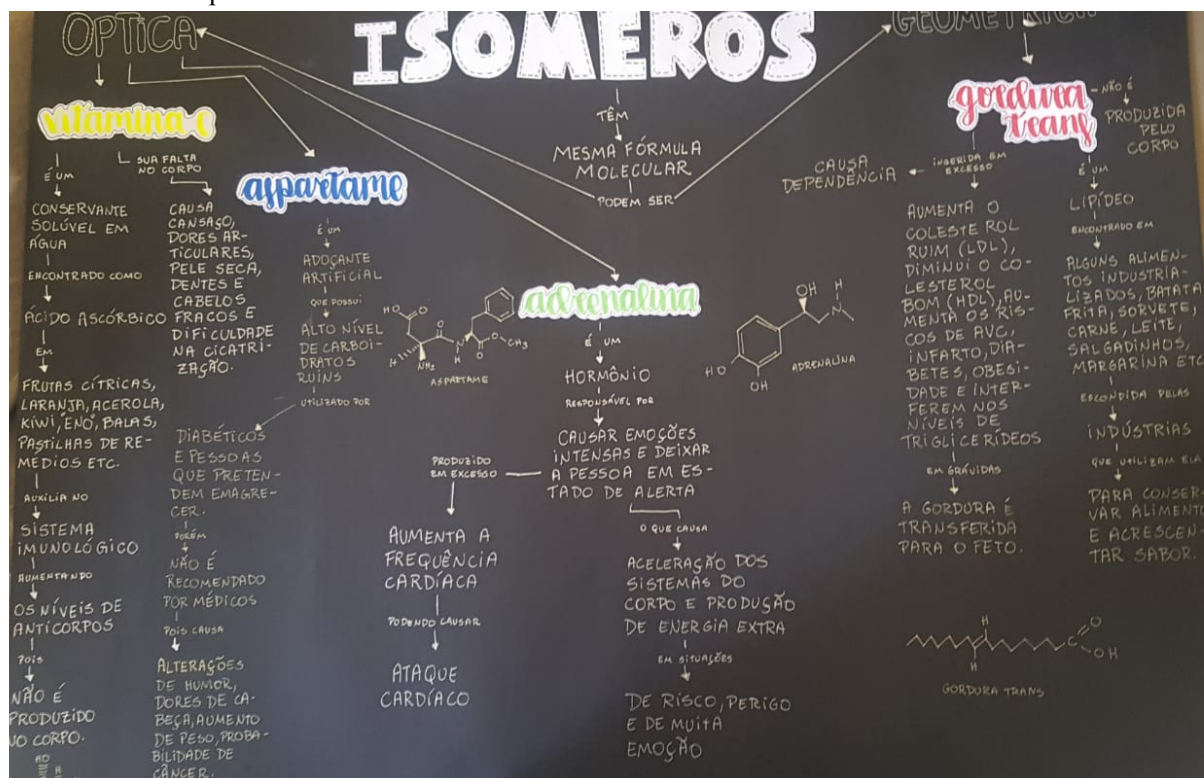 ISOMEROS
TÊM
MESMA FÓRMULA
MOLECULAR
PODEM SER
OPTICA
GEOMETRICA
vitamina c
É UM
CONSERVANTE
SOLÚVEL EM
ÁGUA
ENCONTRADO COMO
ÁCIDO ASCÓRBICO
EM
FRUTAS CÍTRICAS,
LARANJA, ACEROLA,
KIWI, "ENO", BALAS,
PASTILHAS DE RE-
MÉDIOS ETC.
AUXILIA NO
SISTEMA
IMUNOLÓGICO
AUMENTANDO
OS NÍVEIS DE
ANTICORPOS
POIS
NÃO É
PRODUZIDO
NO CORPO.
HO
H
SUA FALTA
NO CORPO
CAUSA
CANSAÇO,
DORES AR-
TICULARES,
PELE SECA,
DENTES E
CABELOS
FRACOS E
DIFICULDADE
NA CICATRI-
ZAÇÃO.
aspartame
É UM
ADOÇANTE
ARTIFICIAL
QUE POSSUI
ALTO NÍVEL
DE CARBOI-
DRATOS
RUINS
UTILIZADO POR
DIABÉTICOS
E PESSOAS
QUE PRETEN-
DEM EMAGRE-
CER.
PORÉM
NÃO É
RECOMENDADO
POR MÉDICOS
POIS CAUSA
ALTERAÇÕES
DE HUMOR,
DORES DE CA-
BEÇA, AUMENTO
DE PESO, PROBA-
BILIDADE DE
CÂNCER.
HO
O
O
H
N
H
NH₂
O
O
CH₃
ASPARTAME
adrenalina
É UM
HORMÔNIO
RESPONSÁVEL POR
CAUSAR EMOÇÕES
INTENSAS E DEIXAR
A PESSOA EM ES-
TADO DE ALERTA
PRODUZIDO
EM EXCESSO
AUMENTA A
FREQUÊNCIA
CARDÍACA
PODENDO CAUSAR
ATAQUE
CARDÍACO
O QUE CAUSA
ACELERAÇÃO DOS
SISTEMAS DO
CORPO E PRODUÇÃO
DE ENERGIA EXTRA
EM SITUAÇÕES
DE RISCO, PERIGO
E DE MUITA
EMOÇÃO
OH
H
N
HO
OH
ADRENALINA
gordura
trans
NÃO É
PRODUZIDA
PELO
CORPO
INGERIDA EM
EXCESSO
CAUSA
DEPENDÊNCIA
AUMENTA O
COLESTE ROL
RUIM (LDL),
DIMINUI O CO-
LESTEROL
BOM (HDL), AU-
MENTA OS RIS-
COS DE AVC,
INFARTO, DIA-
BETES, OBESI-
DADE E INTER-
FEREM NOS
NÍVEIS DE
TRIGLICERÍDEOS
EM GRÁVIDAS
A GORDURA É
TRANSFERIDA
PARA O FETO.
É UM
LIPÍDEO
ENCONTRADO EM
ALGUNS ALIMEN-
TOS INDUSTRIA-
LIZADOS, BATATA
FRITA, SORVETE,
CARNE, LEITE,
SALGADINHOS,
MARGARINA ETC
ESCONDIDA PELAS
INDÚSTRIAS
QUE UTILIZAM ELA
PARA CONSER-
VAR ALIMENTO
E ACRESCEN-
TAR SABOR.
H
H
O
OH
GORDURA TRANS